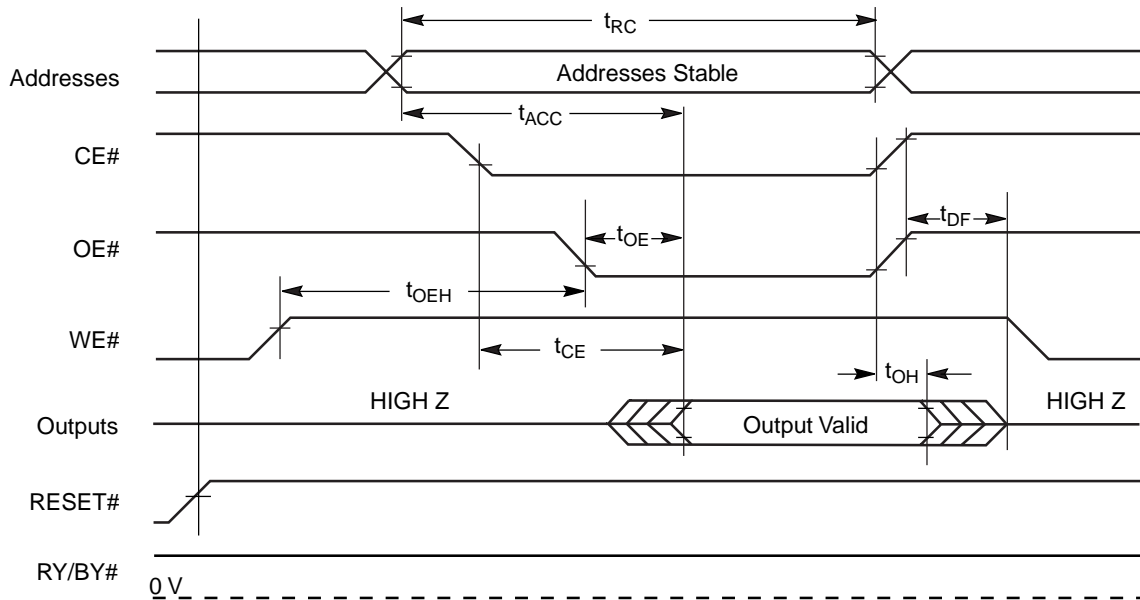 tRC
Addresses
Addresses Stable
tACC
CE#
tDF
OE#
tOE
tOEH
WE#
tCE
tOH
HIGH Z
HIGH Z
Outputs
Output Valid
RESET#
RY/BY#
0 V